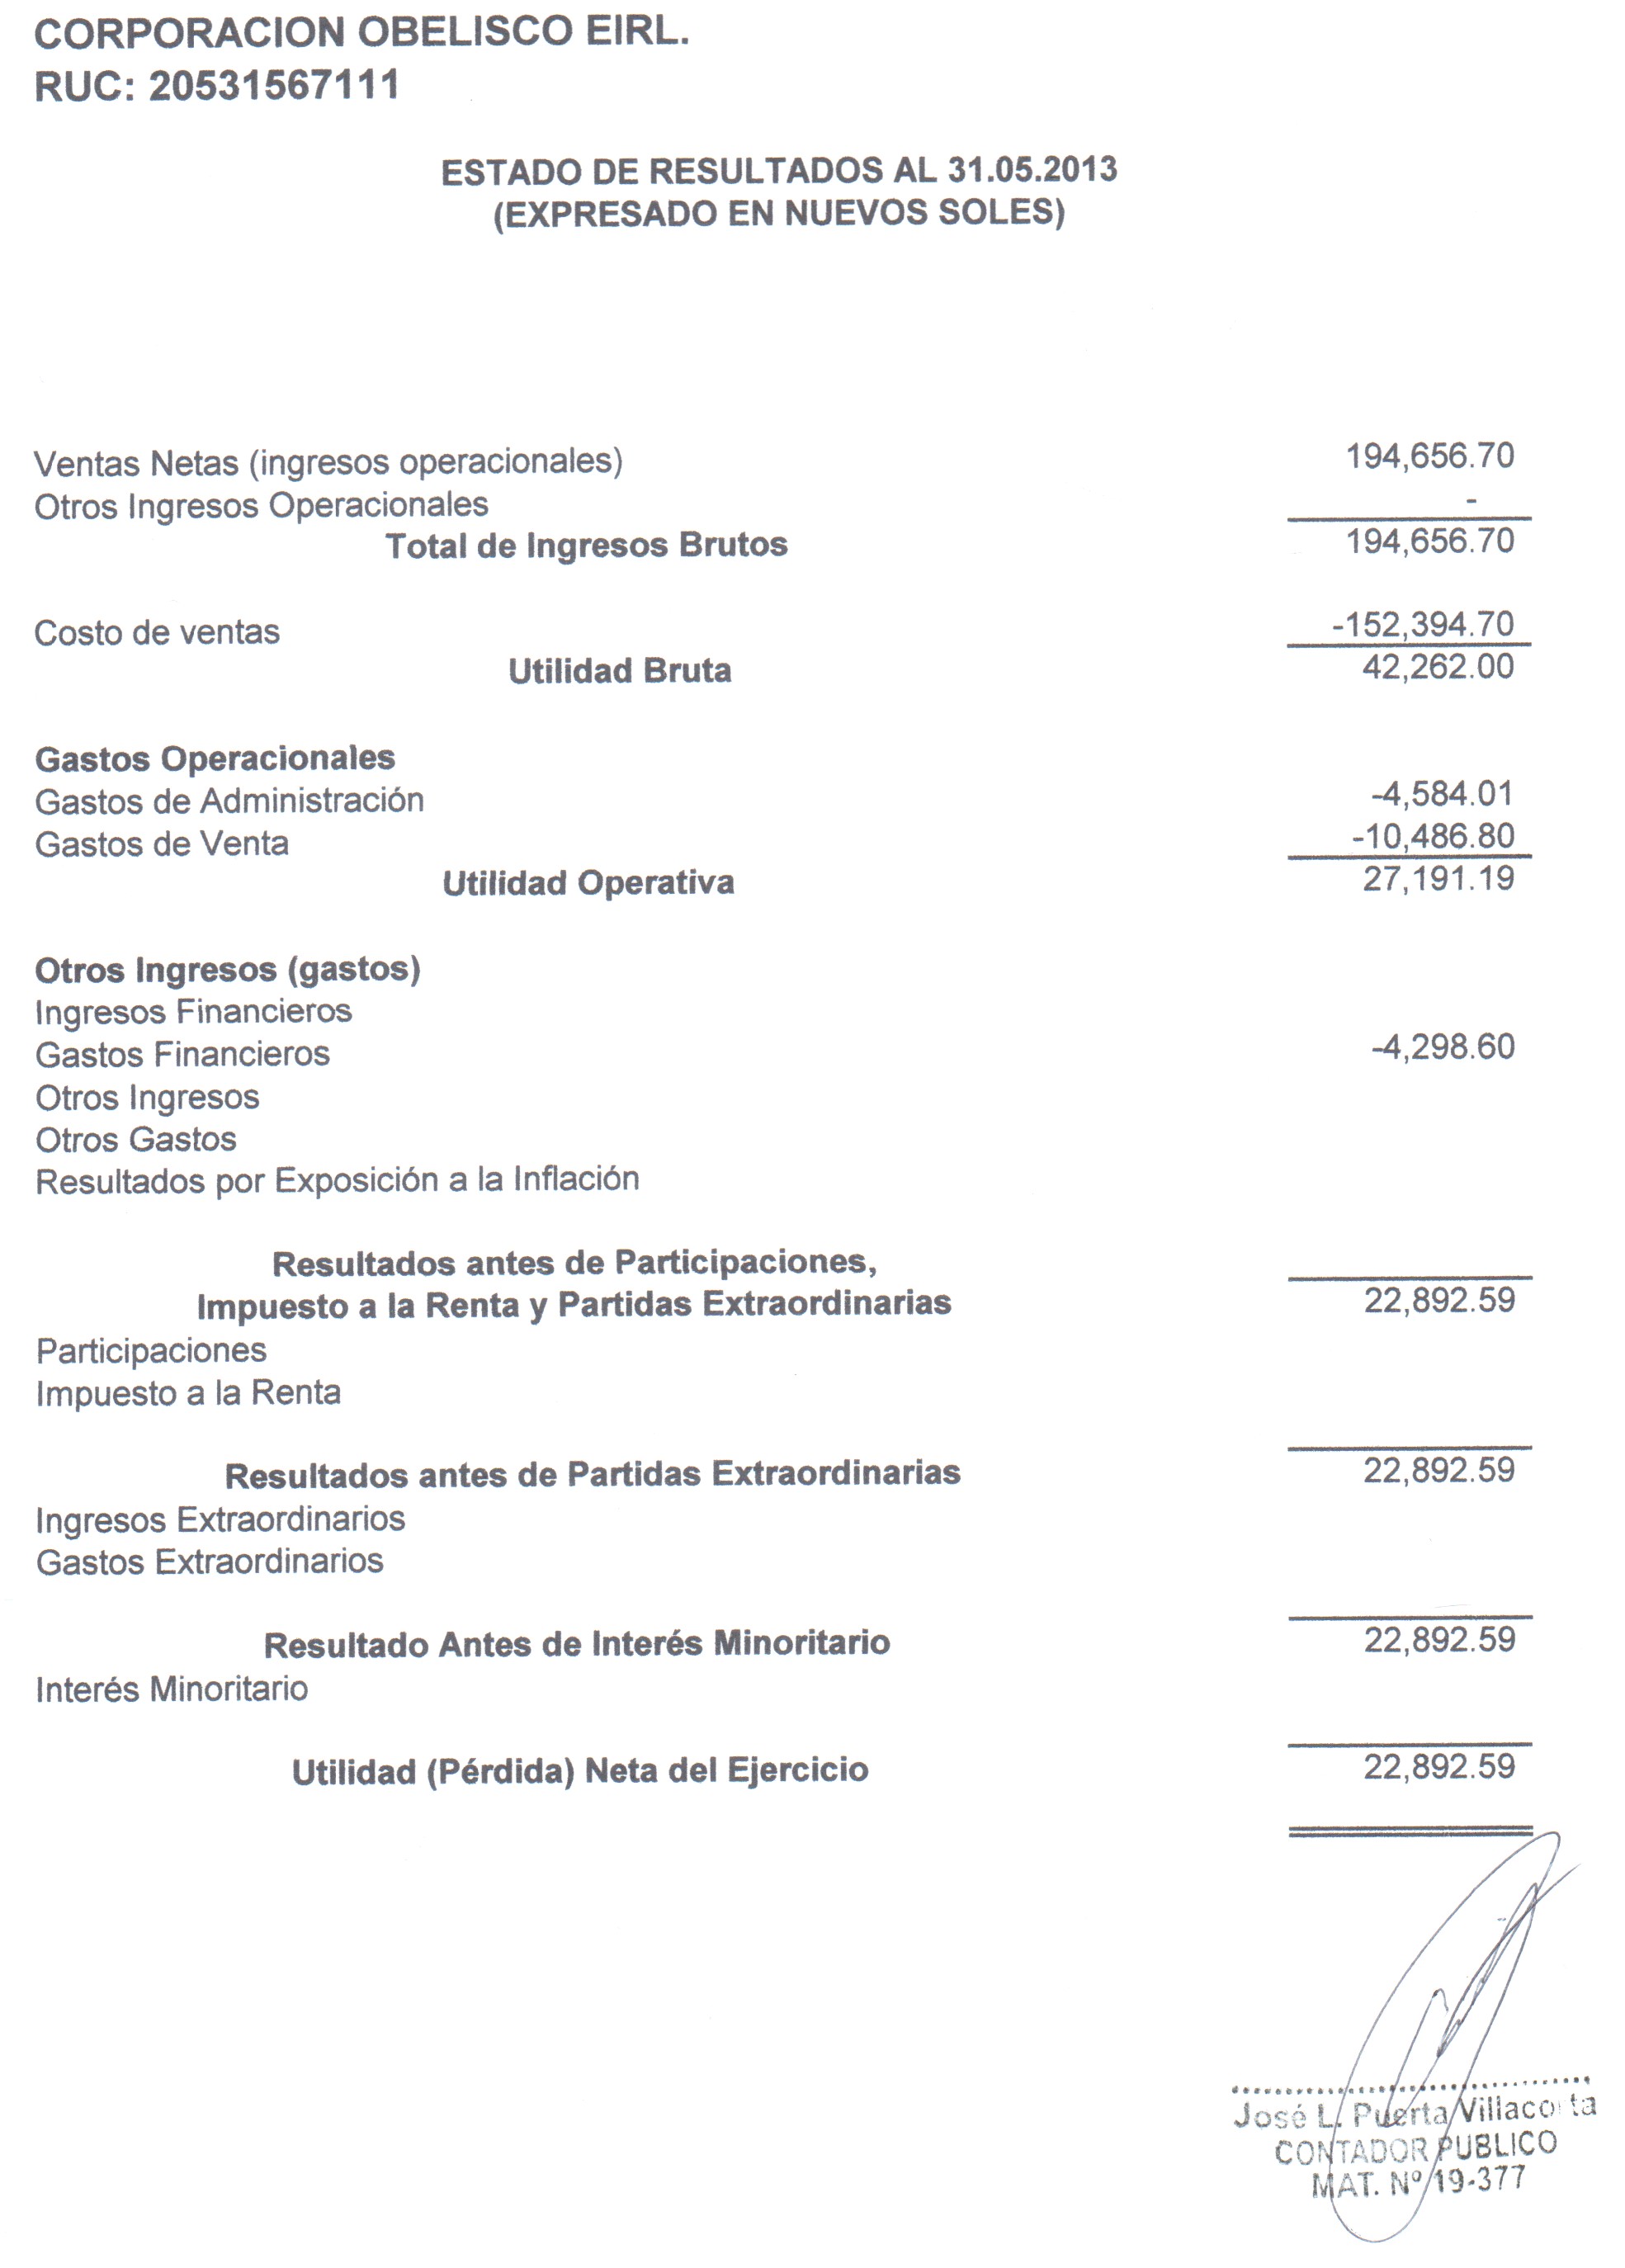 CORPORACION OBELISCO EIRL.
RUC: 20531567111
ESTADO DE RESULTADOS AL 31.05.2013
(EXPRESADO EN NUEVOS SOLES)
Ventas Netas (ingresos operacionales) 194,656.70
Otros Ingresos Operacionales -
Total de Ingresos Brutos 194,656.70
Costo de ventas -152,394.70
Utilidad Bruta 42,262.00
Gastos Operacionales
Gastos de Administración -4,584.01
Gastos de Venta -10,486.80
Utilidad Operativa 27,191.19
Otros Ingresos (gastos)
Ingresos Financieros
Gastos Financieros -4,298.60
Otros Ingresos
Otros Gastos
Resultados por Exposición a la Inflación
Resultados antes de Participaciones,
Impuesto a la Renta y Partidas Extraordinarias 22,892.59
Participaciones
Impuesto a la Renta
Resultados antes de Partidas Extraordinarias 22,892.59
Ingresos Extraordinarios
Gastos Extraordinarios
Resultado Antes de Interés Minoritario 22,892.59
Interés Minoritario
Utilidad (Pérdida) Neta del Ejercicio 22,892.59
José L. Puerta Villacorta
CONTADOR PUBLICO
MAT. Nº 19-377